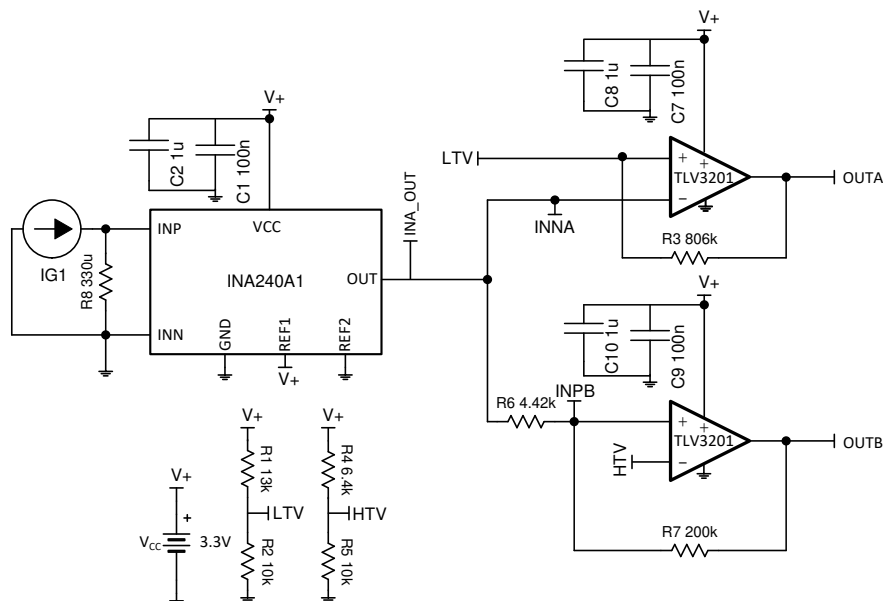 V+
C8 1u
C7 100n
V+
C2 1u
C1 100n
LTV
+
+
TLV3201
−
OUTA
INA_OUT
INNA
R3 806k
INP
VCC
IG1
R8 330u
INA240A1
OUT
INN
GND
REF1
REF2
V+
V+
C10 1u
C9 100n
INPB
R6 4.42k
+
+
TLV3201
−
HTV
OUTB
R7 200k
V+
V+
R1 13k
R4 6.4k
V+
LTV
HTV
+
VCC
3.3V
R2 10k
R5 10k